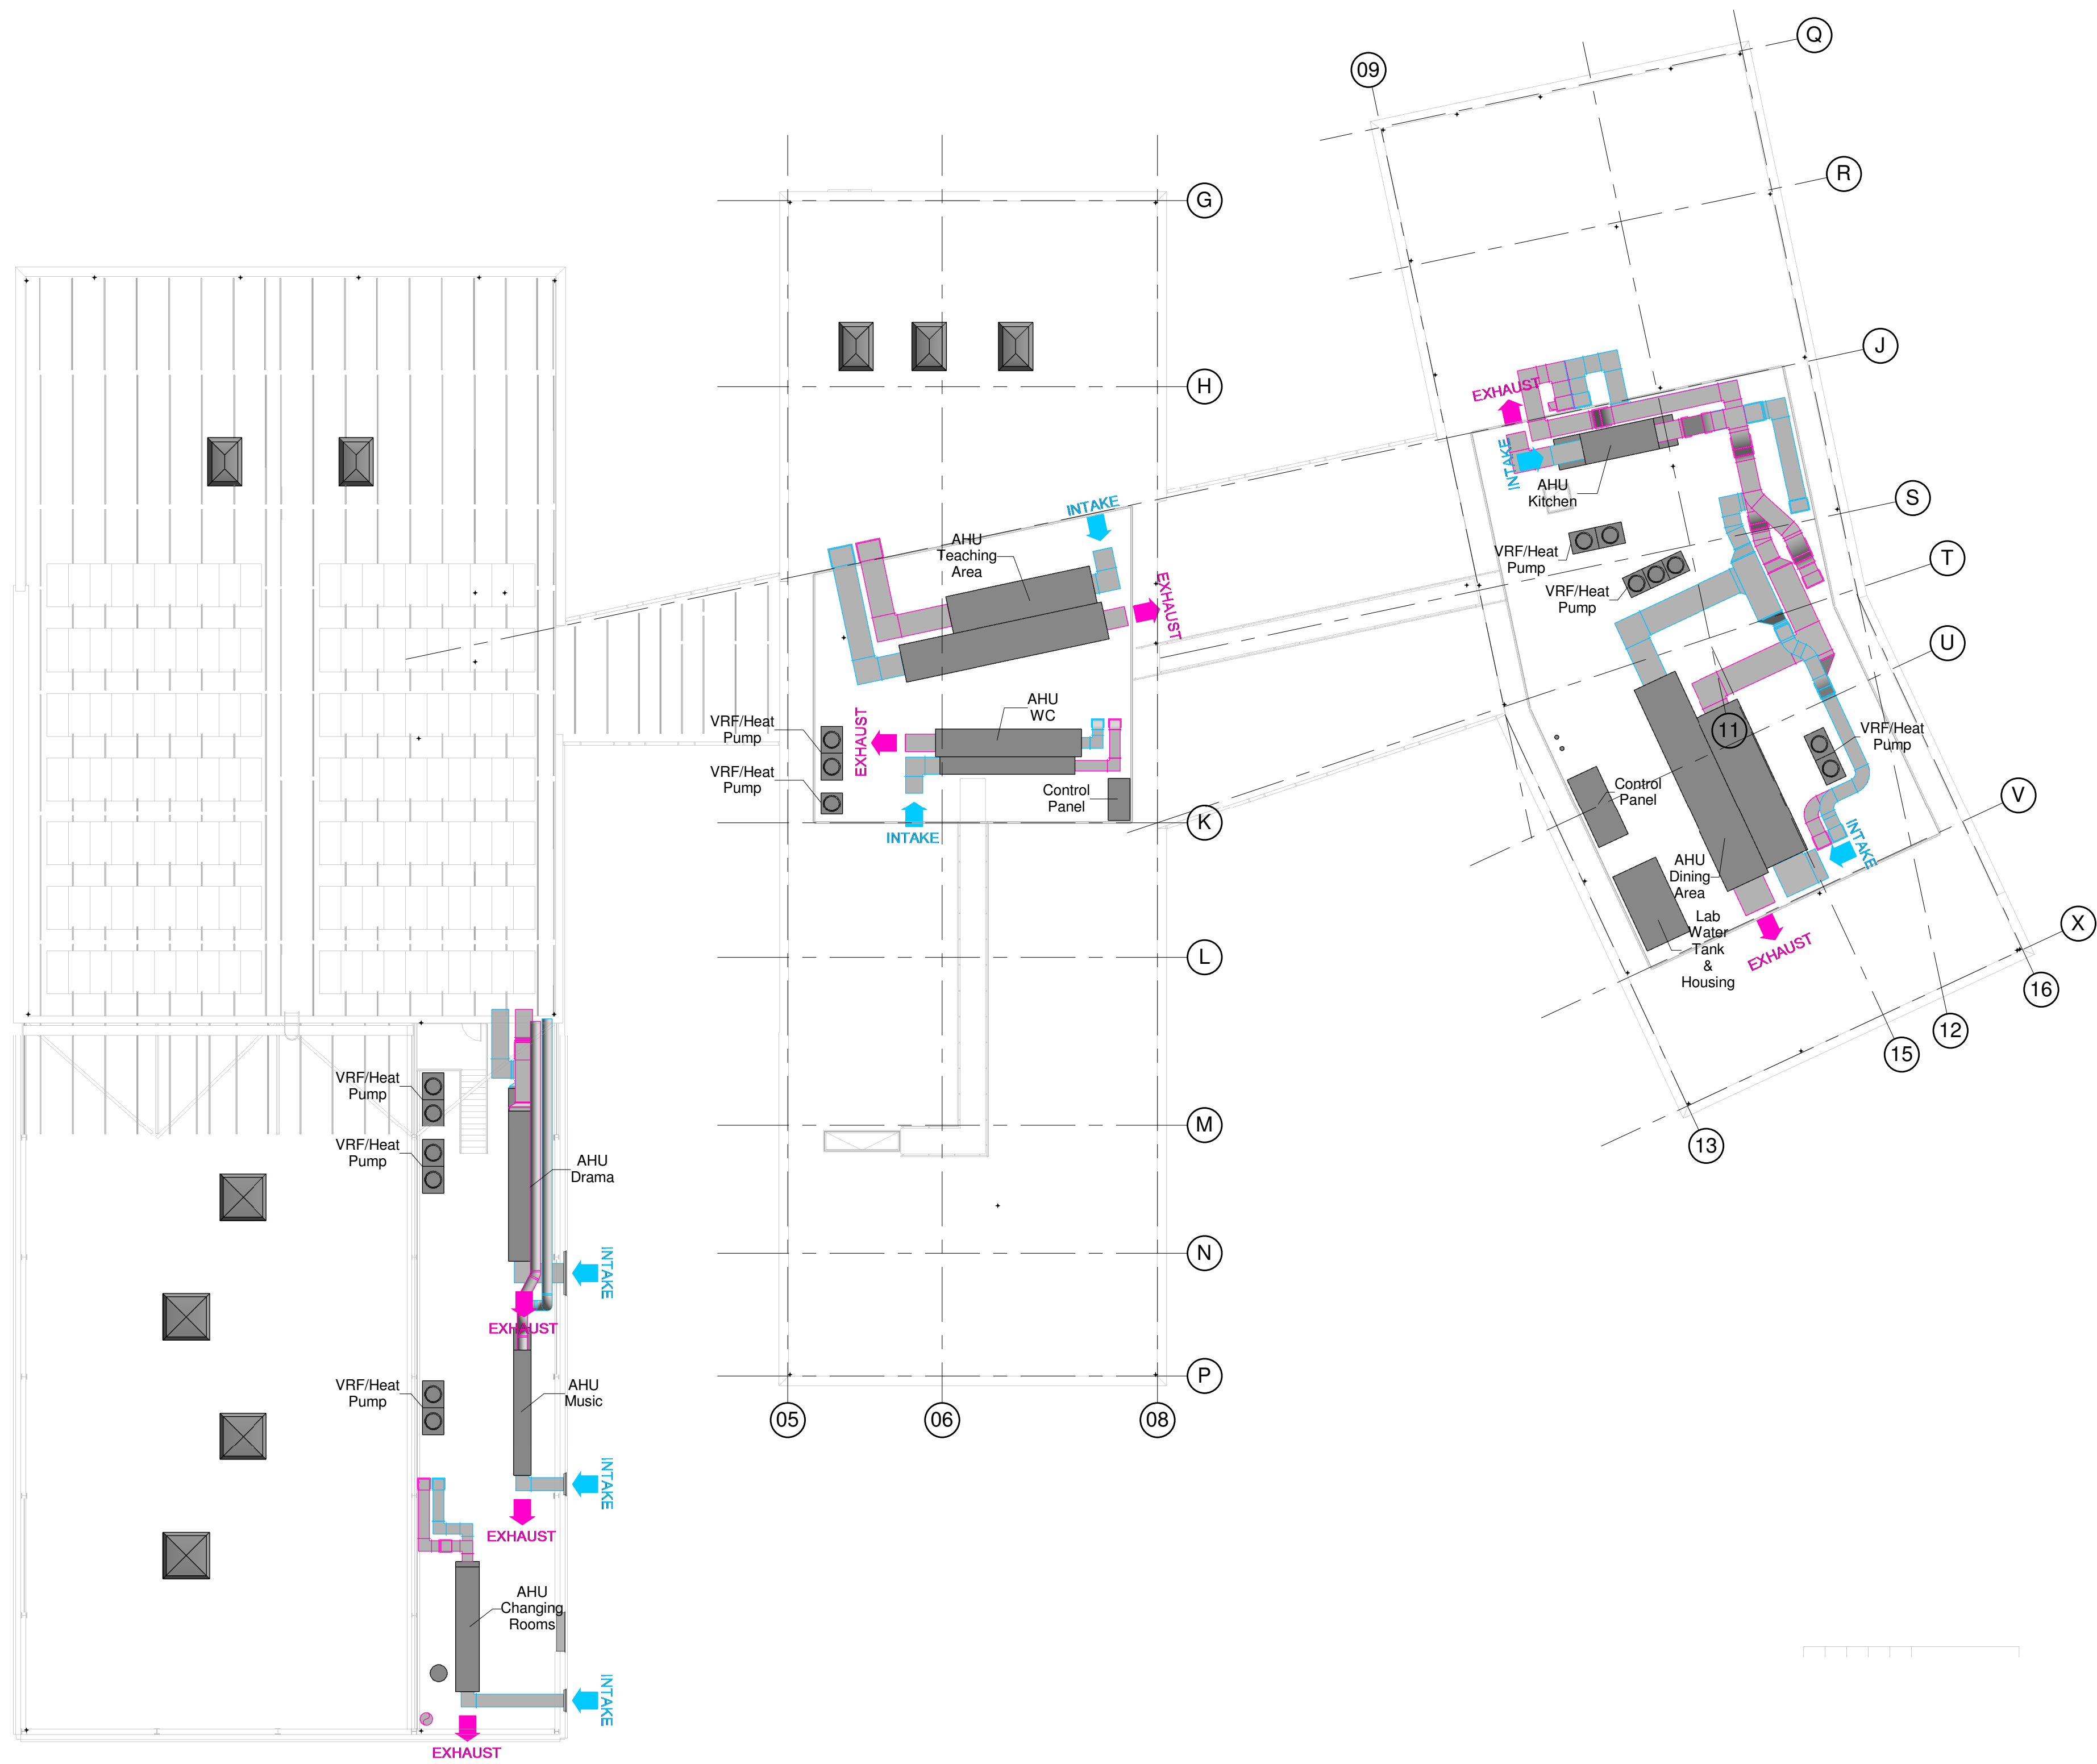 Q
09
R
G
J
H
EXHAUST
INTAKE
AHU
Kitchen
S
INTAKE
AHU
Teaching
Area
EXHAUST
VRF/Heat
Pump
VRF/Heat
Pump
T
U
AHU
WC
VRF/Heat
Pump
EXHAUST
VRF/Heat
Pump
Control
Panel
INTAKE
K
11
VRF/Heat
Pump
Control
Panel
V
INTAKE
AHU
Dining
Area
Lab
Water
Tank
&
Housing
EXHAUST
X
L
16
12
15
13
M
VRF/Heat
Pump
VRF/Heat
Pump
AHU
Drama
N
INTAKE
EXHAUST
P
VRF/Heat
Pump
AHU
Music
05
06
08
INTAKE
EXHAUST
AHU
Changing
Rooms
INTAKE
EXHAUST